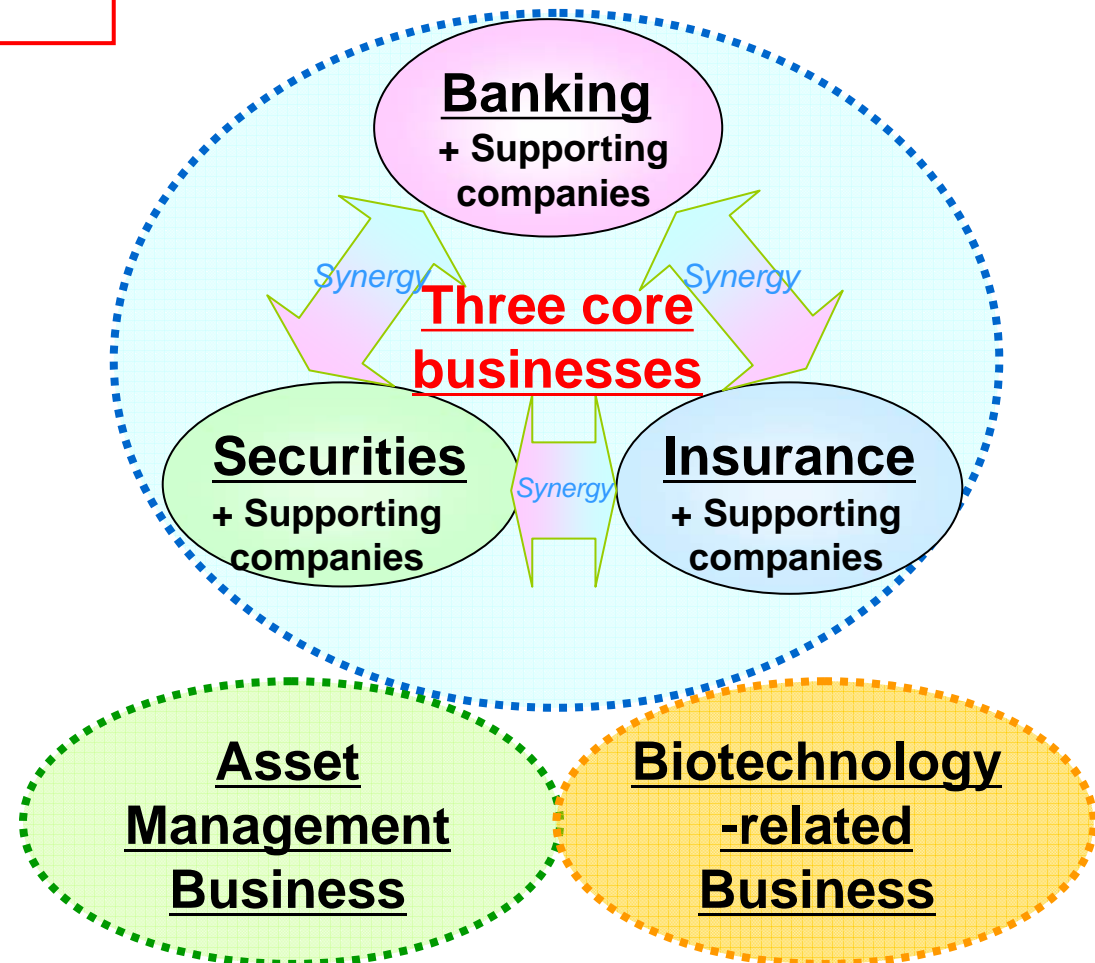 Banking
+ Supporting
companies
Synergy
Synergy
Three core
businesses
Securities
+ Supporting
companies
Synergy
Insurance
+ Supporting
companies
Asset
Management
Business
Biotechnology
-related
Business